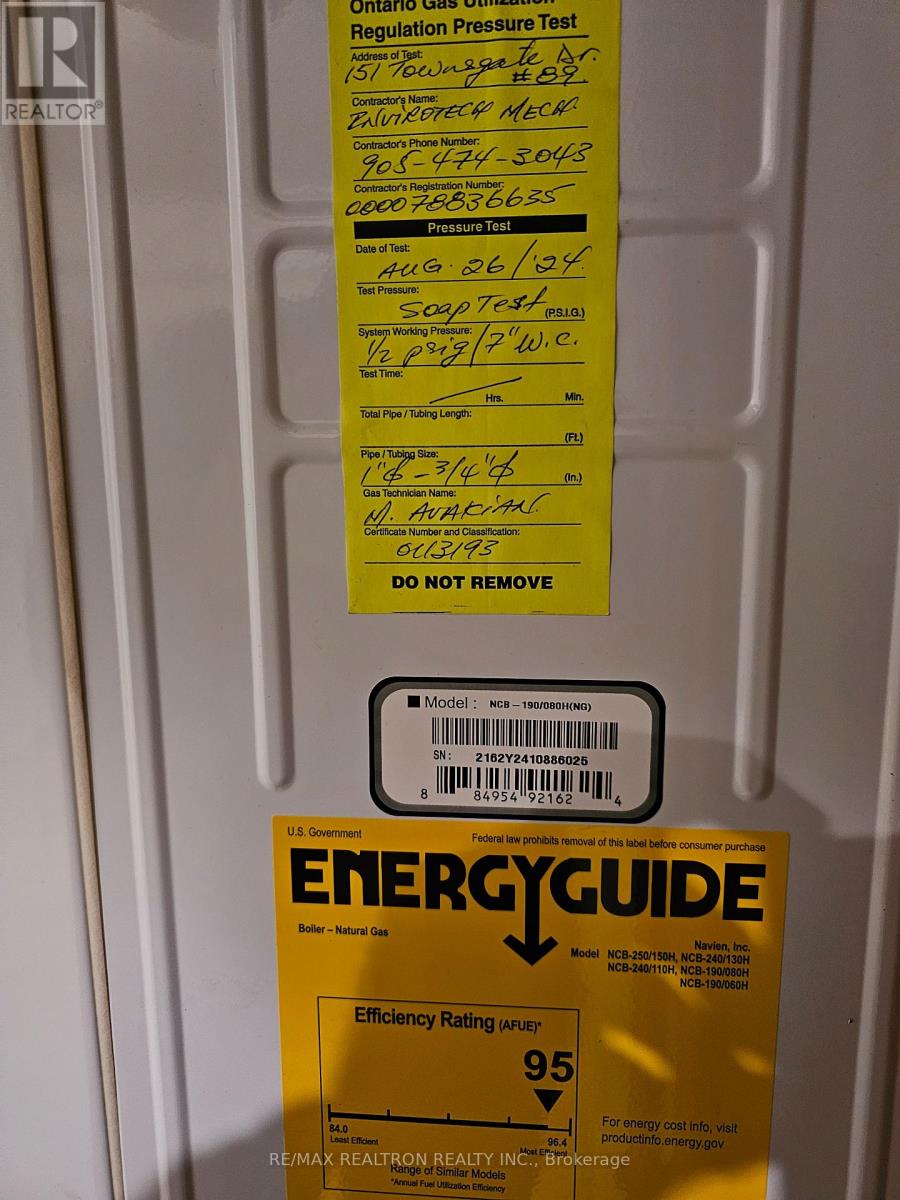 REALTOR®
Ontario Gas Utilization
Regulation Pressure Test
Address of Test:
151 Townsgate Dr.
#89.
Contractor's Name:
ENVIROTECH MECH.
Contractor's Phone Number:
905-474-3043
Contractor's Registration Number:
000078836635
Pressure Test
Date of Test:
AUG. 26/'24.
Test Pressure:
Soap Test
(P.S.I.G.)
System Working Pressure:
1/2 psig/7" W.C.
Test Time:
Hrs. Min.
Total Pipe / Tubing Length:
(Ft.)
Pipe / Tubing Size:
1"ϕ - 3/4"ϕ
(In.)
Gas Technician Name:
M. AVAKIAN.
Certificate Number and Classification:
0113193
DO NOT REMOVE
Model : NCB-190/080H(NG)
SN : 2162Y2410886025
8 84954 92162 4
U.S. Government
Federal law prohibits removal of this label before consumer purchase
ENERGYGUIDE
Boiler – Natural Gas
Navien, Inc.
Model NCB-250/150H, NCB-240/130H
NCB-240/110H, NCB-190/080H
NCB-190/060H
Efficiency Rating (AFUE)*
95
84.0
Least Efficient
96.4
Most Efficient
For energy cost info, visit
productinfo.energy.gov
RE/MAX REALTRON REALTY INC., Brokerage
Range of Similar Models
*Annual Fuel Utilization Efficiency